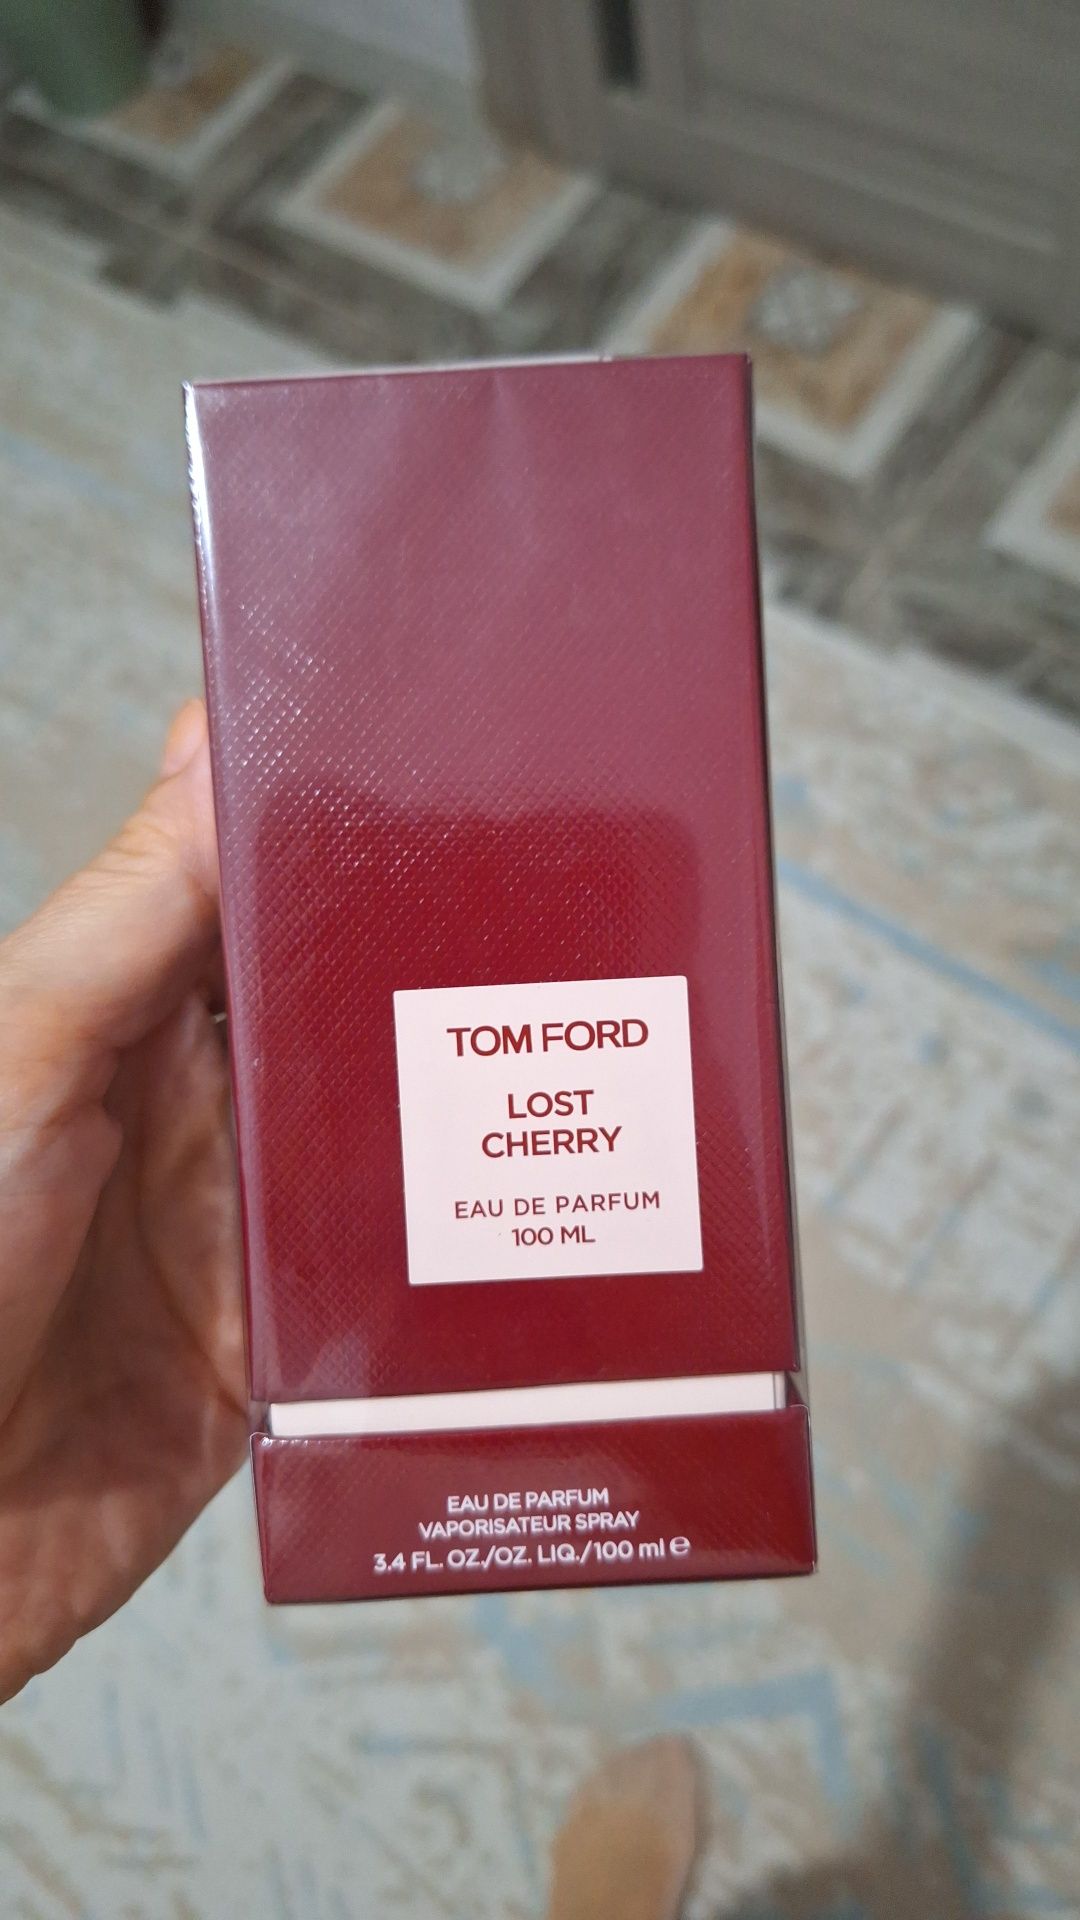 TOM FORD
LOST
CHERRY
EAU DE PARFUM
100 ML
EAU DE PARFUM
VAPORISATEUR SPRAY
3.4 FL. OZ./OZ. LIQ./100 ml ℮